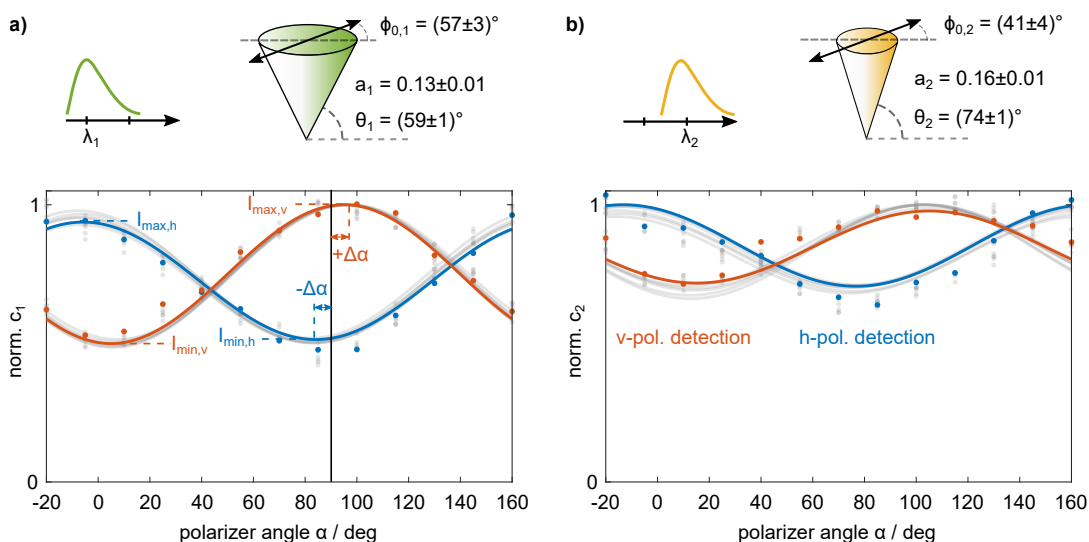 a)
ϕ0,1 = (57±3)°
a1 = 0.13±0.01
θ1 = (59±1)°
λ1
1
Imax,h
Imax,v
+Δα
-Δα
Imin,v
Imin,h
norm. c1
0
-20 0 20 40 60 80 100 120 140 160
polarizer angle α / deg
b)
ϕ0,2 = (41±4)°
a2 = 0.16±0.01
θ2 = (74±1)°
λ2
1
v-pol. detection
h-pol. detection
norm. c2
0
-20 0 20 40 60 80 100 120 140 160
polarizer angle α / deg